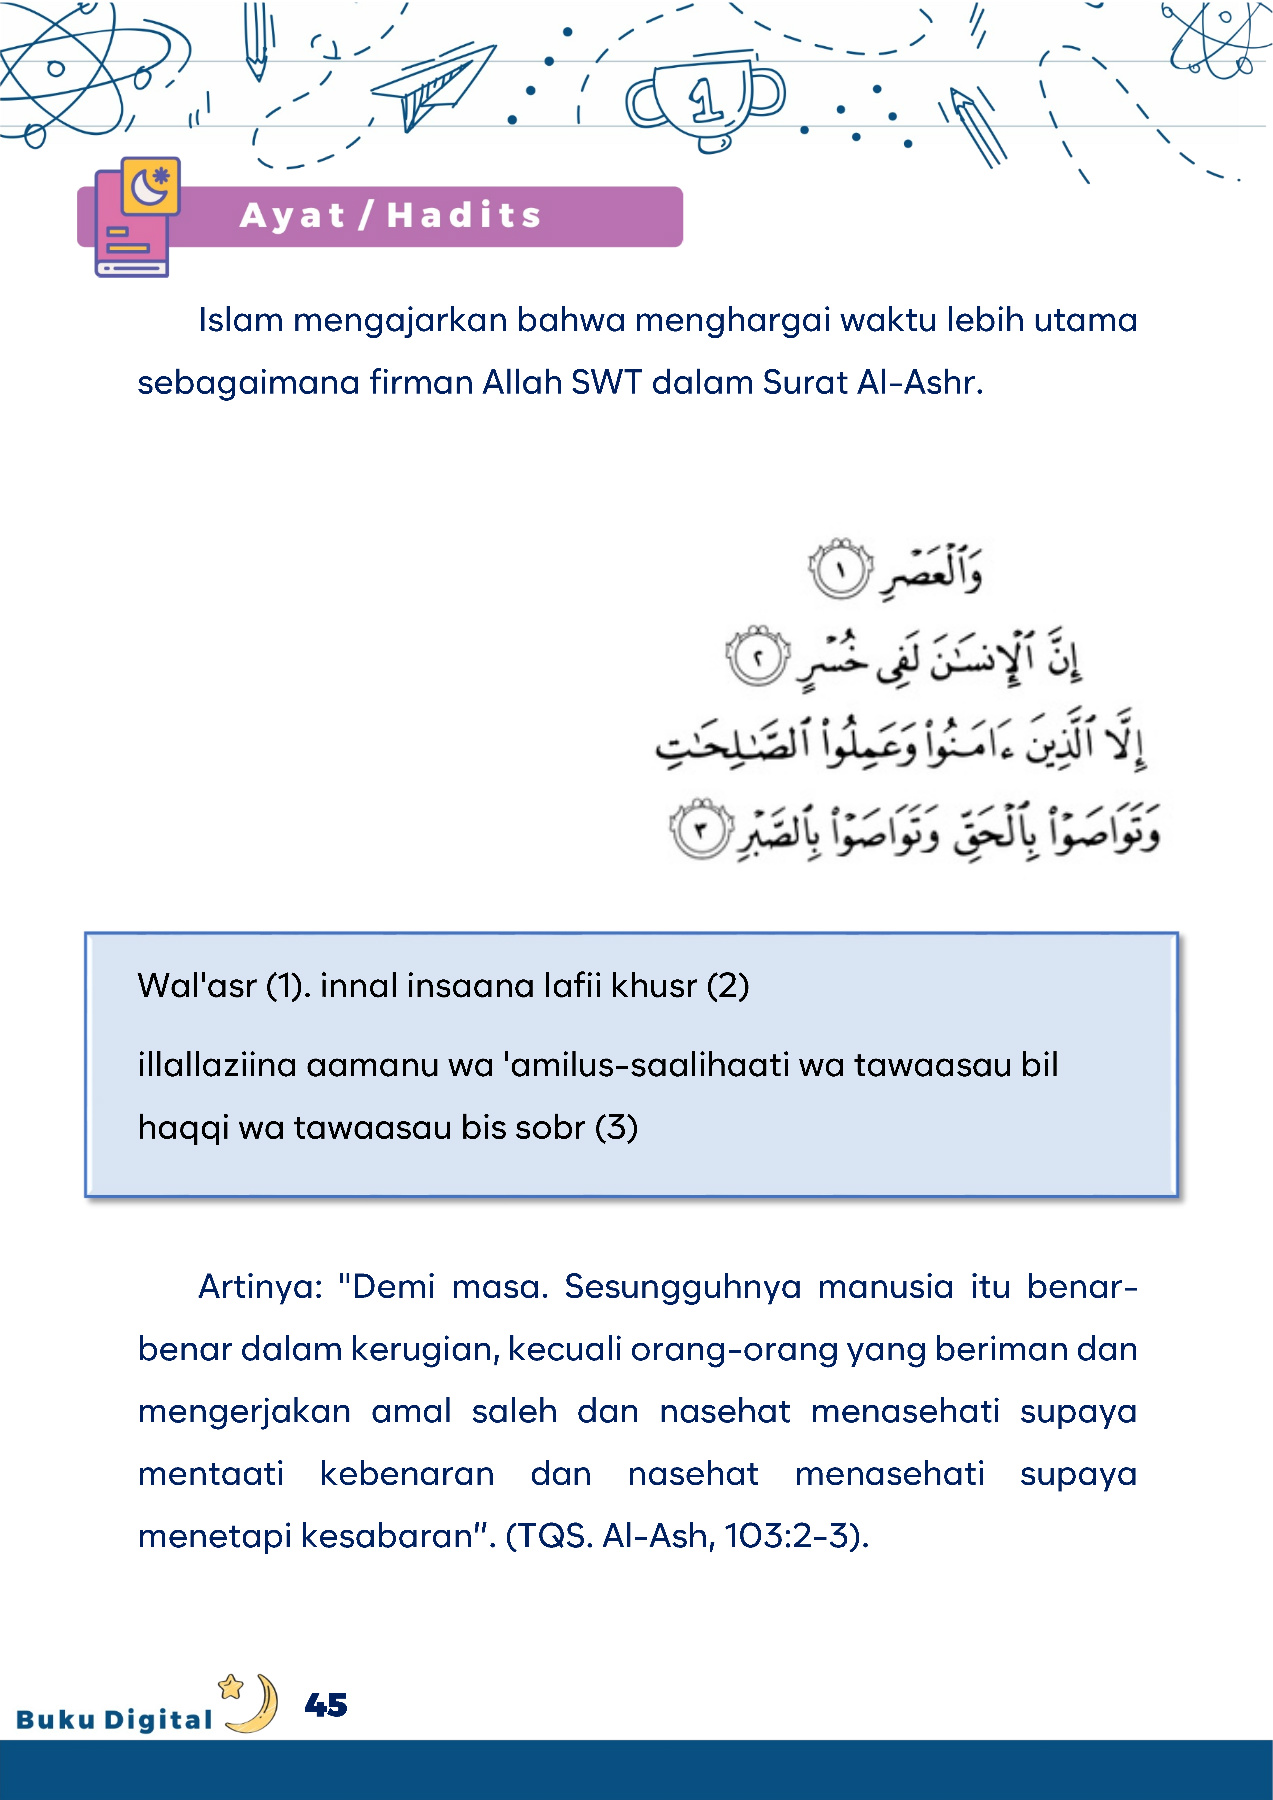 1
Ayat / Hadits
Islam mengajarkan bahwa menghargai waktu lebih utama
sebagaimana firman Allah SWT dalam Surat Al-Ashr.
وَٱلْعَصْرِ ١
إِنَّ ٱلْإِنسَـٰنَ لَفِى خُسْرٍ ٢
إِلَّا ٱلَّذِينَ ءَامَنُوا۟ وَعَمِلُوا۟ ٱلصَّـٰلِحَـٰتِ
وَتَوَاصَوْا۟ بِٱلْحَقِّ وَتَوَاصَوْا۟ بِٱلصَّبْرِ ٣
Wal'asr (1). innal insaana lafii khusr (2)
illallaziina aamanu wa 'amilus-saalihaati wa tawaasau bil
haqqi wa tawaasau bis sobr (3)
Artinya: "Demi masa. Sesungguhnya manusia itu benar-
benar dalam kerugian, kecuali orang-orang yang beriman dan
mengerjakan amal saleh dan nasehat menasehati supaya
mentaati kebenaran dan nasehat menasehati supaya
menetapi kesabaran”. (TQS. Al-Ash, 103:2-3).
Buku Digital 45